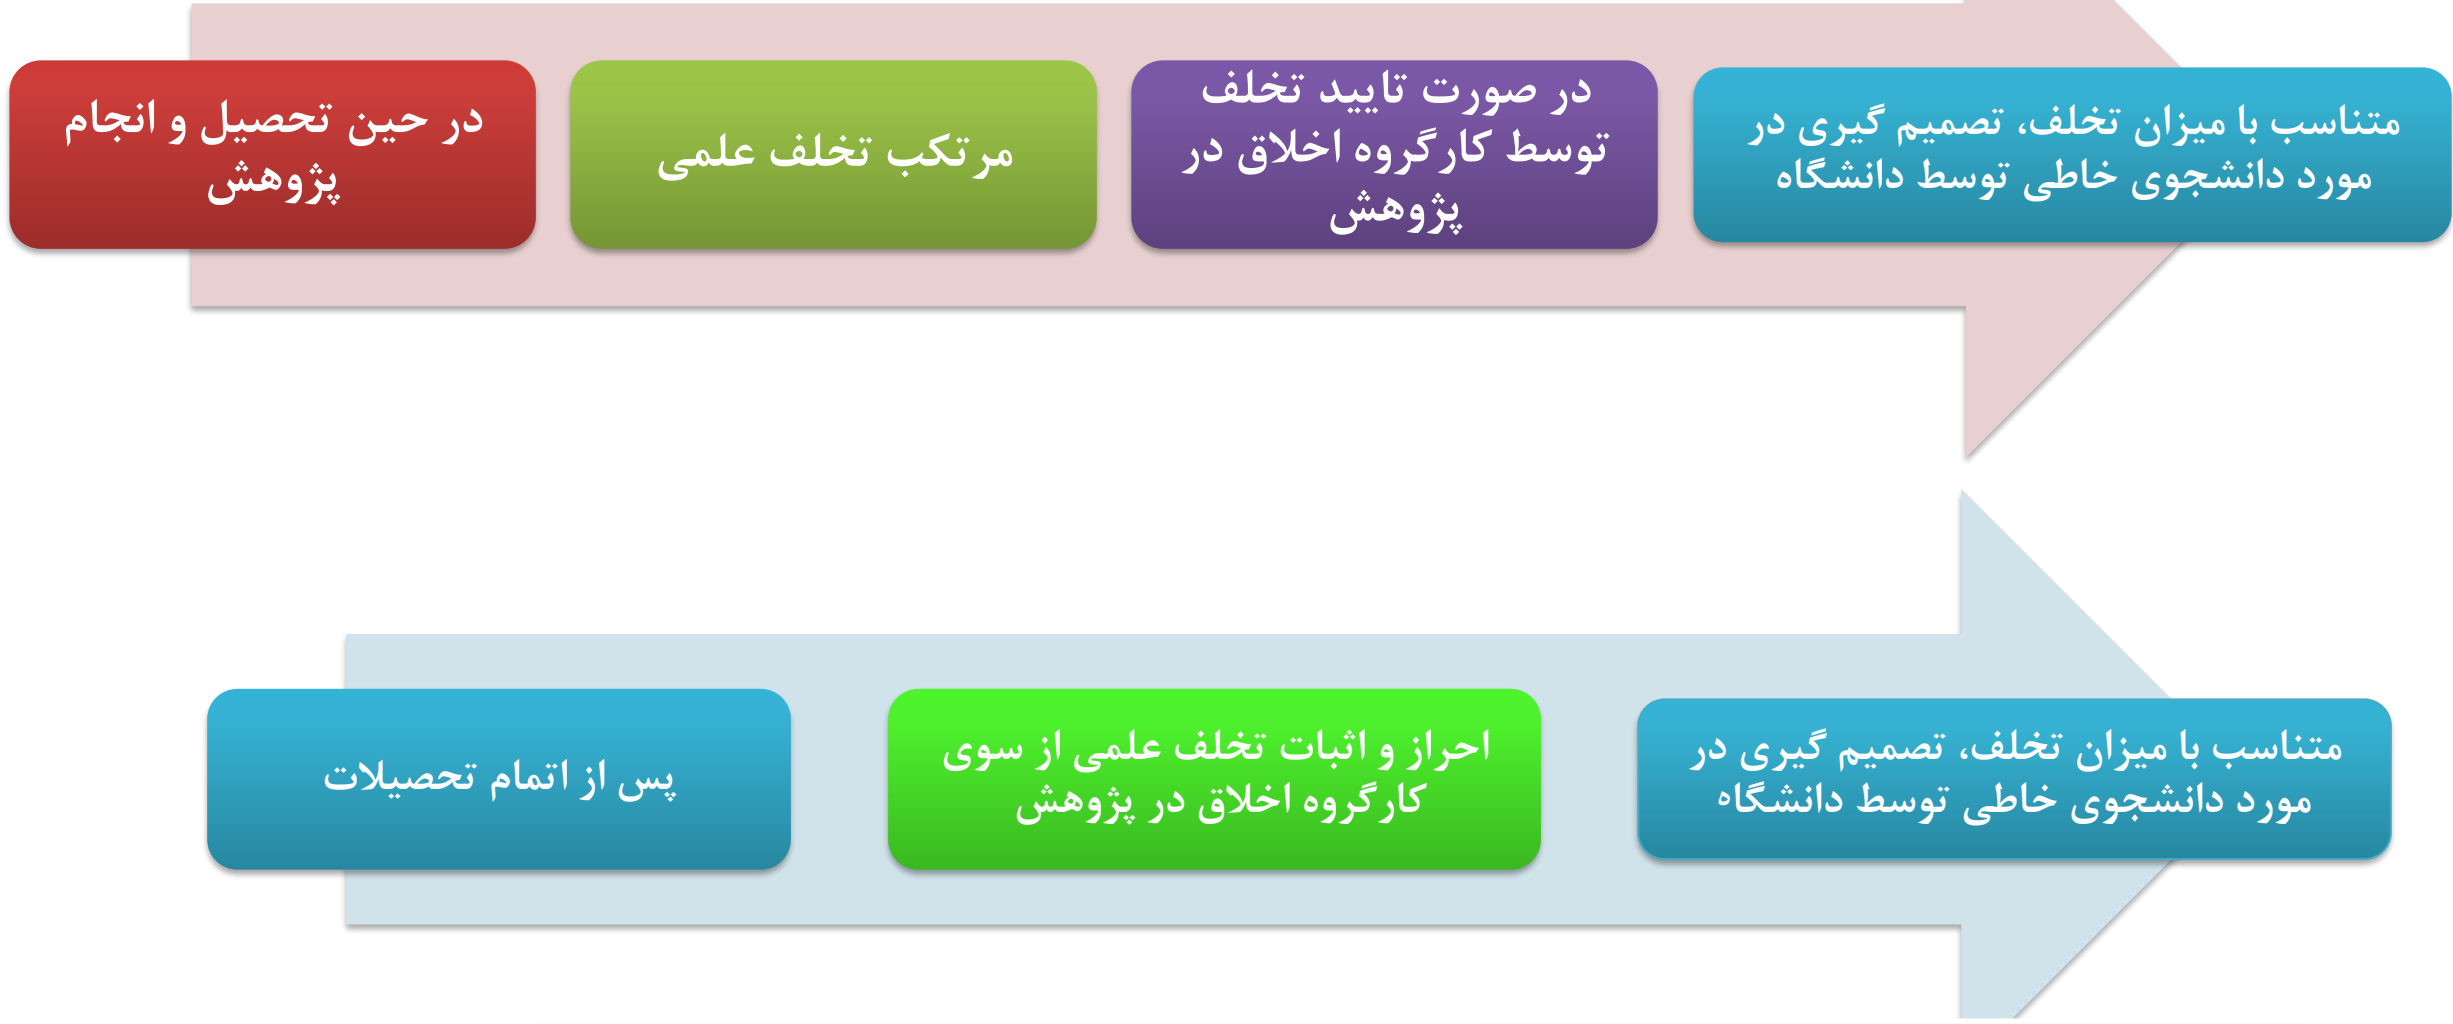 در حین تحصیل و انجام
پژوهش
مرتکب تخلف علمی
در صورت تایید تخلف
توسط کارگروه اخلاق در
پژوهش
متناسب با میزان تخلف، تصمیم گیری در
مورد دانشجوی خاطی توسط دانشگاه
پس از اتمام تحصیلات
احراز و اثبات تخلف علمی از سوی
کارگروه اخلاق در پژوهش
متناسب با میزان تخلف، تصمیم گیری در
مورد دانشجوی خاطی توسط دانشگاه